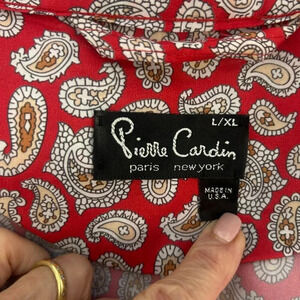 L/XL
Pierre Cardin
paris new york
MADE IN
U.S.A.